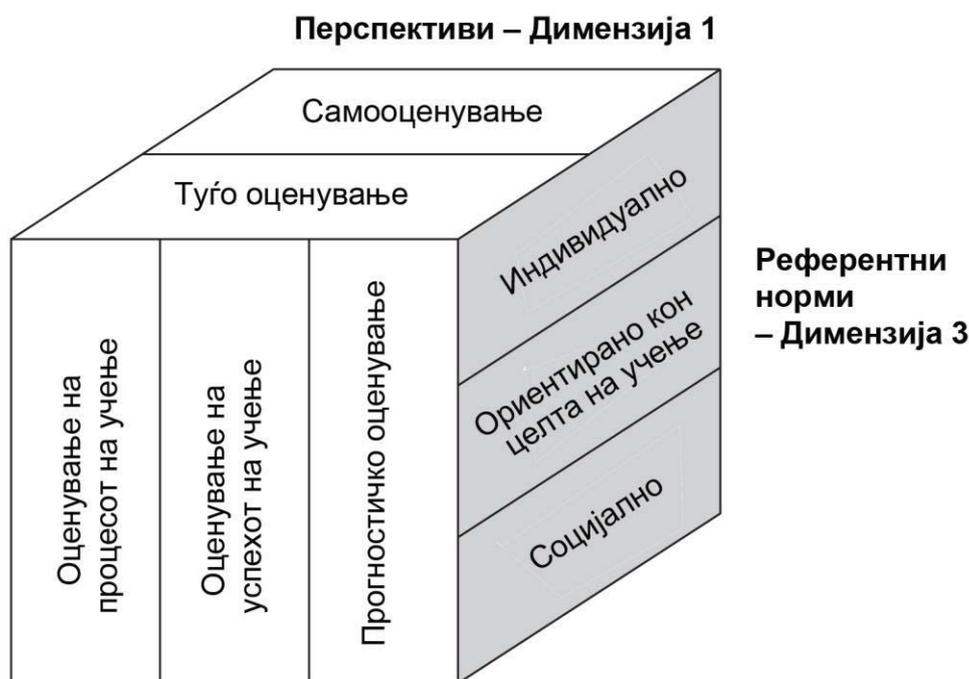 Перспективи – Димензија 1
Самооценување
Туѓо оценување
Оценување на
процесот на учење
Оценување на
успехот на учење
Прогностичко оценување
Индивидуално
Ориентирано кон
целта на учење
Социјално
Референтни
норми
– Димензија 3